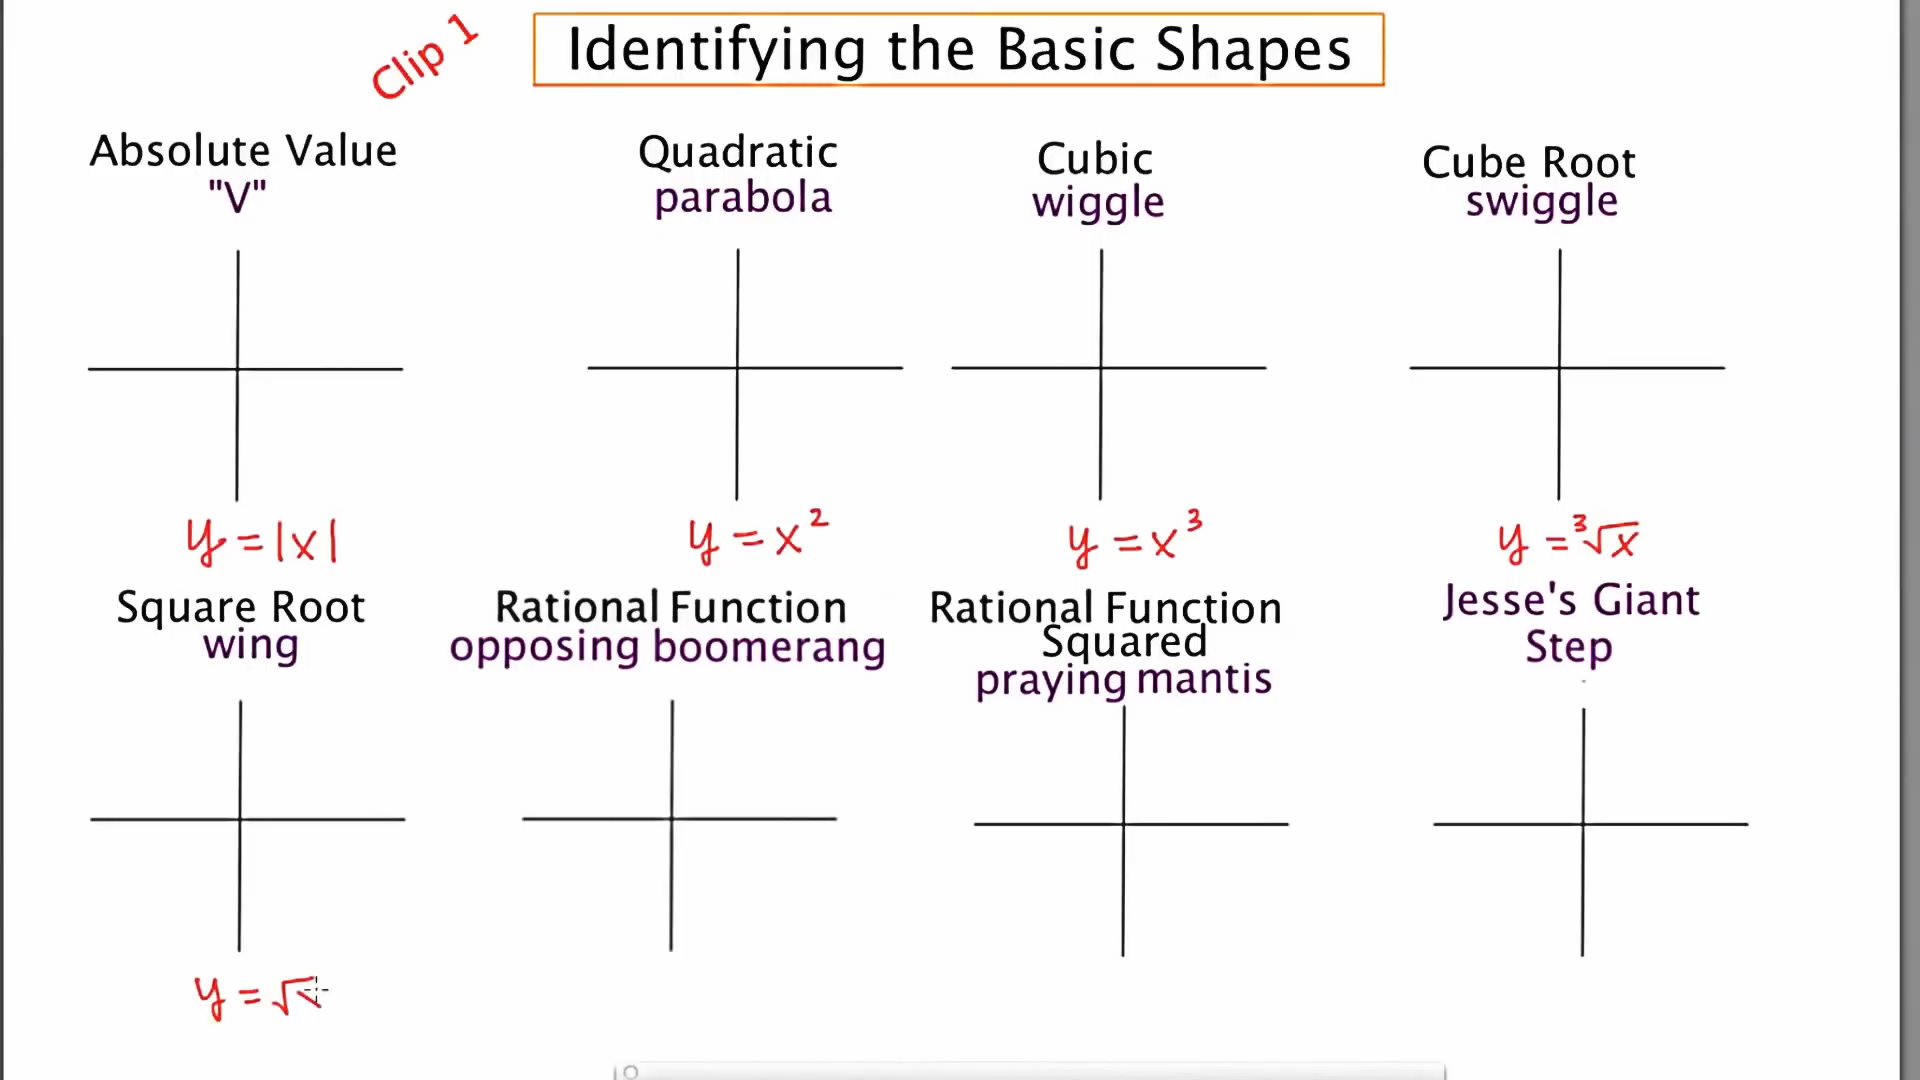 Clip 1
Identifying the Basic Shapes
Absolute Value
"V"
Quadratic
parabola
Cubic
wiggle
Cube Root
swiggle
y = |x|
y = x²
y = x³
y = ³√x
Square Root
wing
Rational Function
opposing boomerang
Rational Function
Squared
praying mantis
Jesse's Giant
Step
y = √